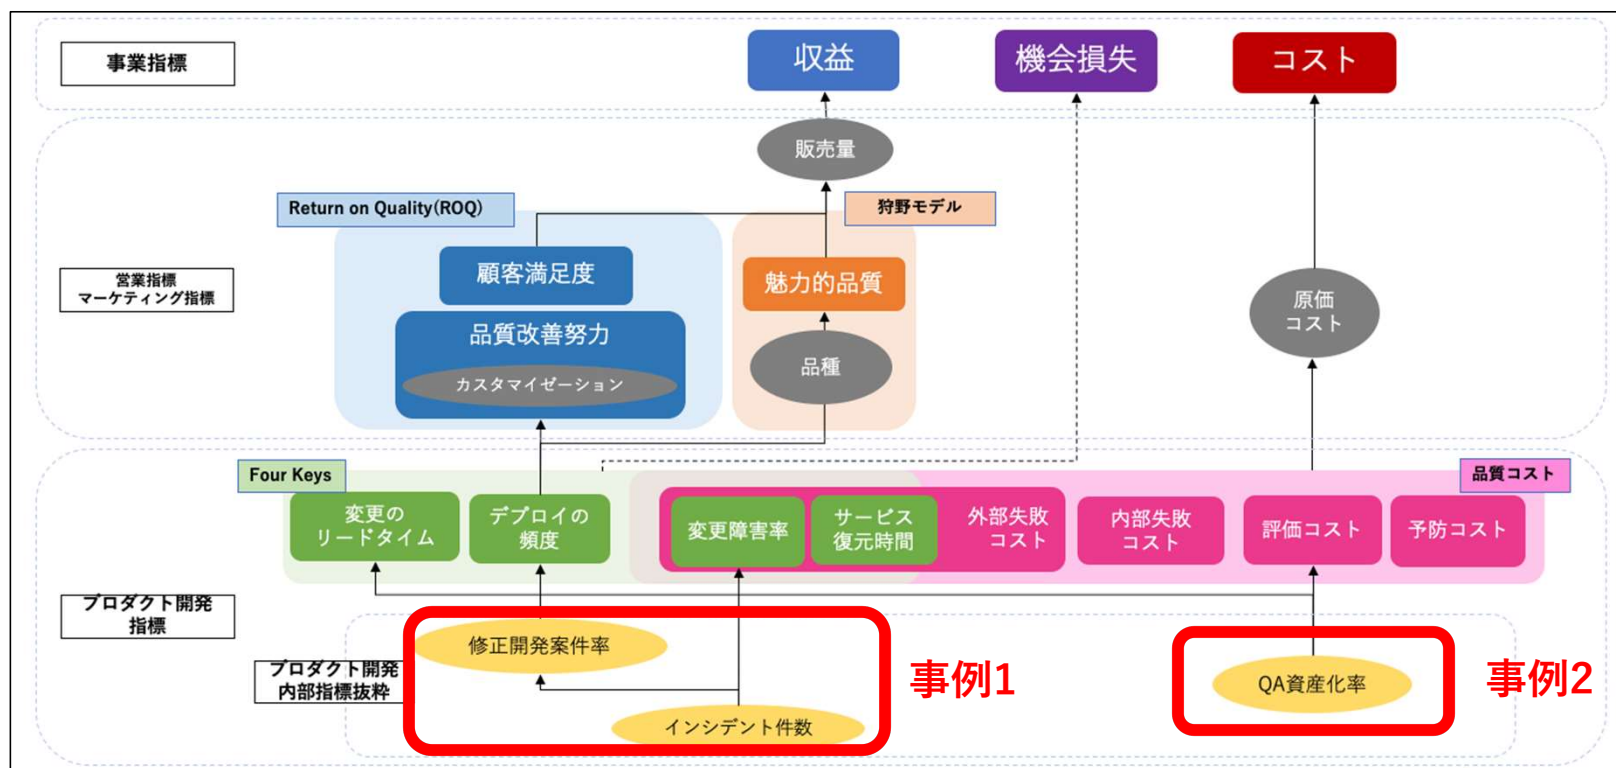 事業指標
収益
機会損失
コスト
販売量
Return on Quality(ROQ)
狩野モデル
営業指標
マーケティング指標
顧客満足度
魅力的品質
原価
コスト
品質改善努力
カスタマイゼーション
品種
Four Keys
品質コスト
変更の
リードタイム
デプロイの
頻度
変更障害率
サービス
復元時間
外部失敗
コスト
内部失敗
コスト
評価コスト
予防コスト
プロダクト開発
指標
修正開発案件率
プロダクト開発
内部指標抜粋
事例1
QA資産化率
事例2
インシデント件数